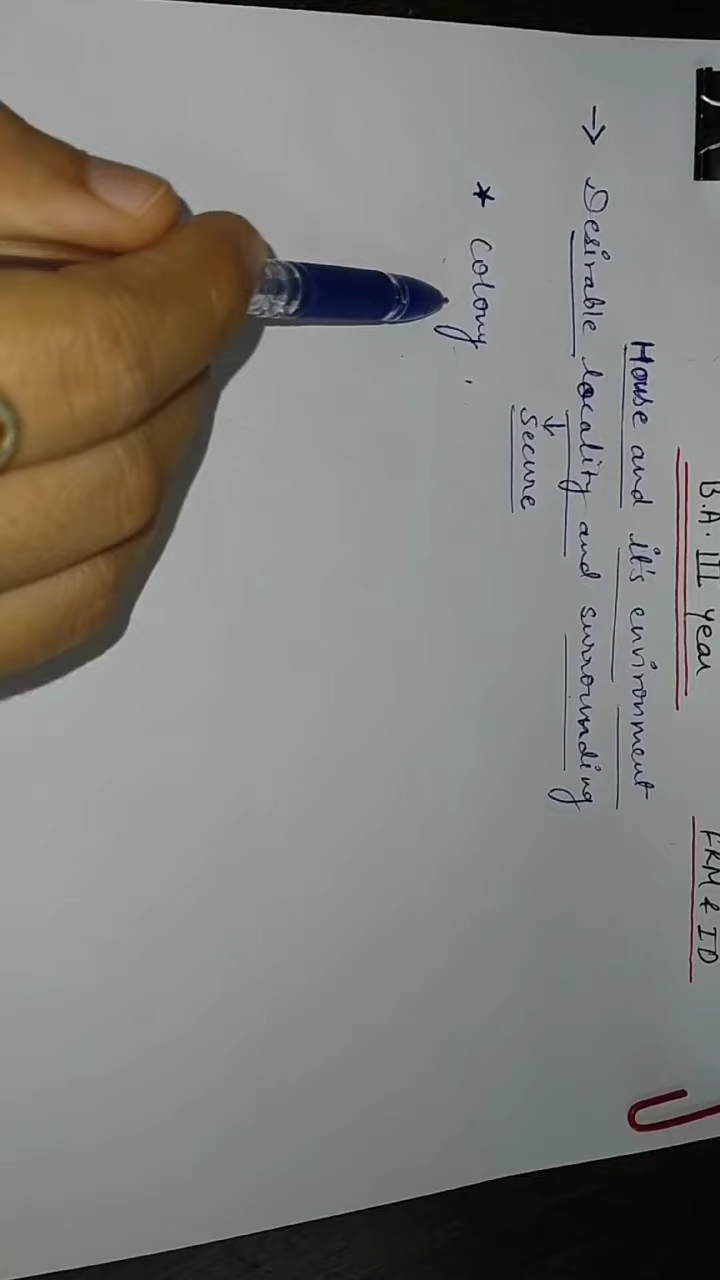 B.A. III year FRM & ID
House and it's environment
→ Desirable locality and surrounding
↓
Secure
* Colony